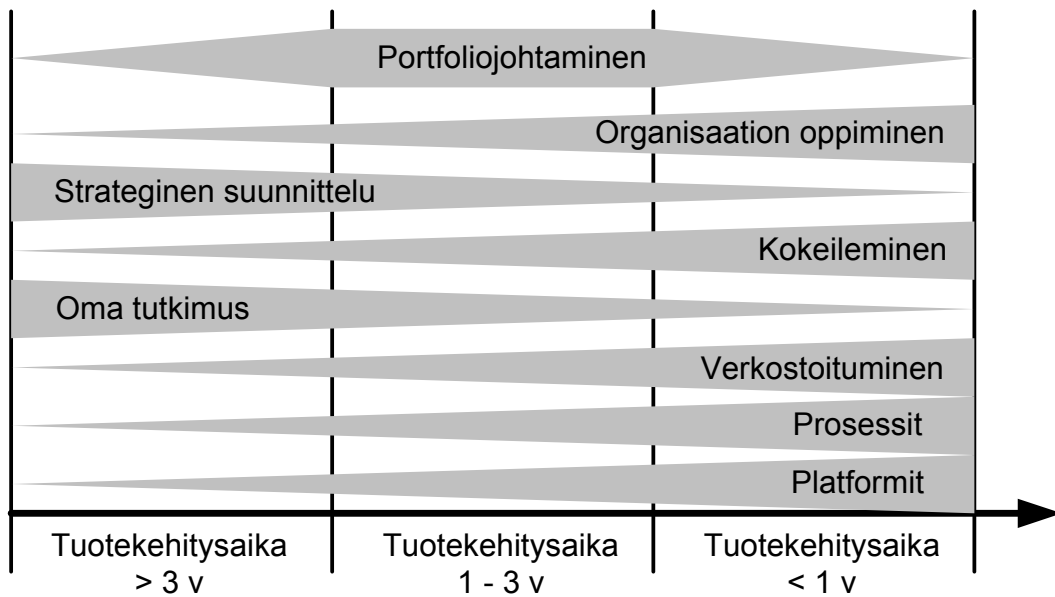 Portfoliojohtaminen
Organisaation oppiminen
Strateginen suunnittelu
Kokeileminen
Oma tutkimus
Verkostoituminen
Prosessit
Platformit
Tuotekehitysaika
> 3 v
Tuotekehitysaika
1 - 3 v
Tuotekehitysaika
< 1 v